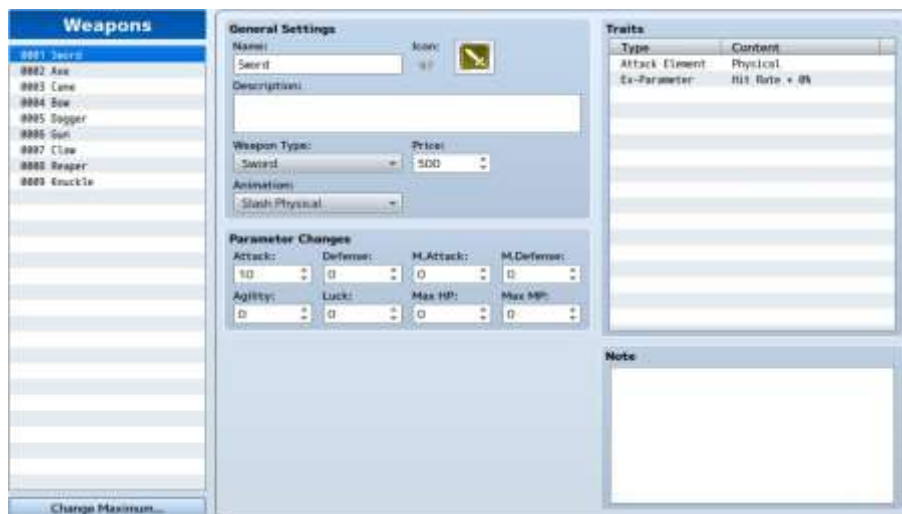 Weapons
0001 Sword
0002 Axe
0003 Cane
0004 Bow
0005 Dagger
0006 Gun
0007 Claw
0008 Reaper
0009 Knuckle
Change Maximum...
General Settings
Name: Icon:
Sword
Description:
Weapon Type: Price:
Sword 500
Animation:
Slash Physical
Parameter Changes
Attack: Defense: M.Attack: M.Defense:
10 0 0 0
Agility: Luck: Max HP: Max MP:
0 0 0 0
Traits
Type Content
Attack Element Physical
Ex-Parameter Hit Rate + 0%
Note